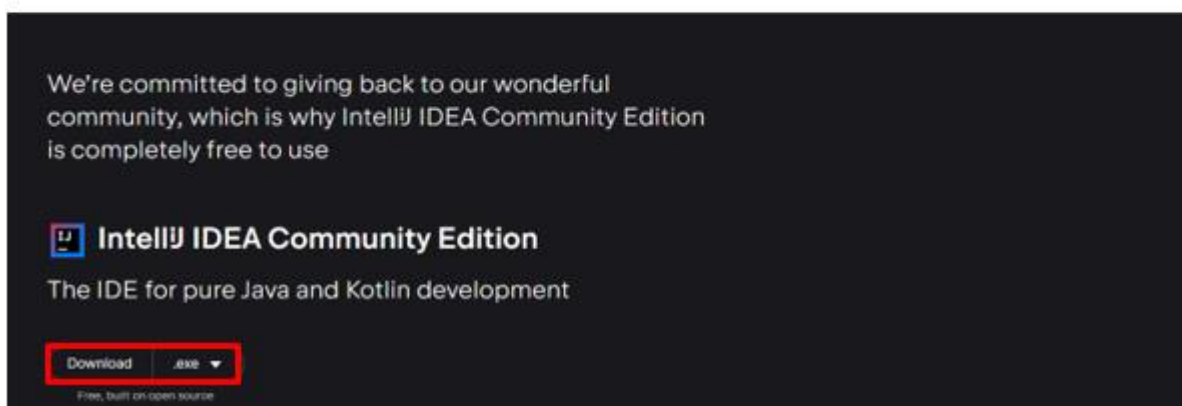 We're committed to giving back to our wonderful
community, which is why IntelliJ IDEA Community Edition
is completely free to use
IJ
IntelliJ IDEA Community Edition
The IDE for pure Java and Kotlin development
Download .exe
Free, built on open source